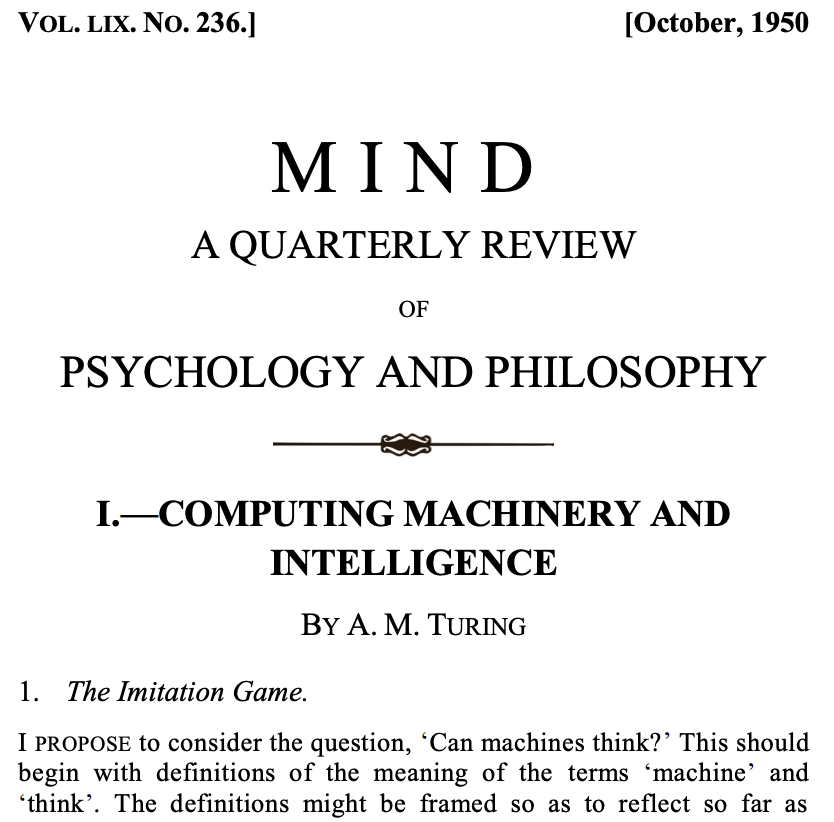 VOL. LIX. NO. 236.] [October, 1950
MIND
A QUARTERLY REVIEW
OF
PSYCHOLOGY AND PHILOSOPHY
I.—COMPUTING MACHINERY AND
INTELLIGENCE
BY A. M. TURING
1. The Imitation Game.
I PROPOSE to consider the question, ‘Can machines think?’ This should
begin with definitions of the meaning of the terms ‘machine’ and
‘think’. The definitions might be framed so as to reflect so far as